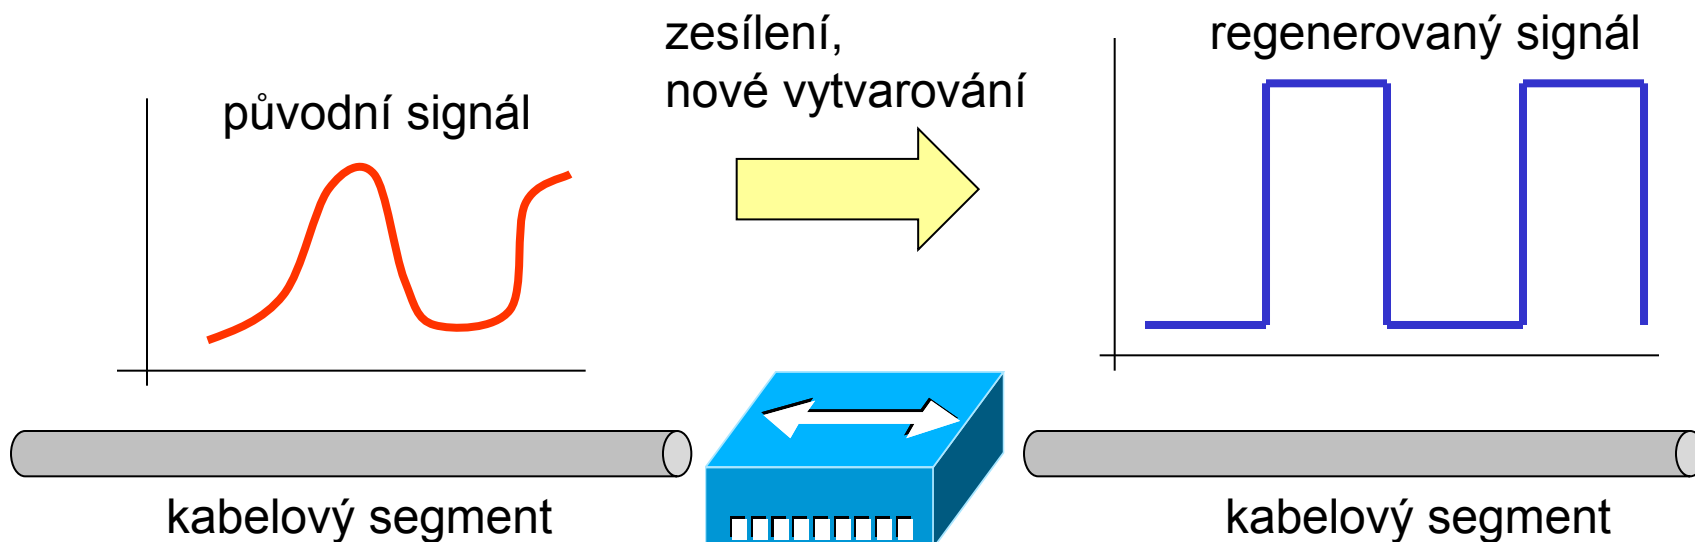 zesílení,
nové vytvarování
regenerovaný signál
původní signál
kabelový segment
kabelový segment